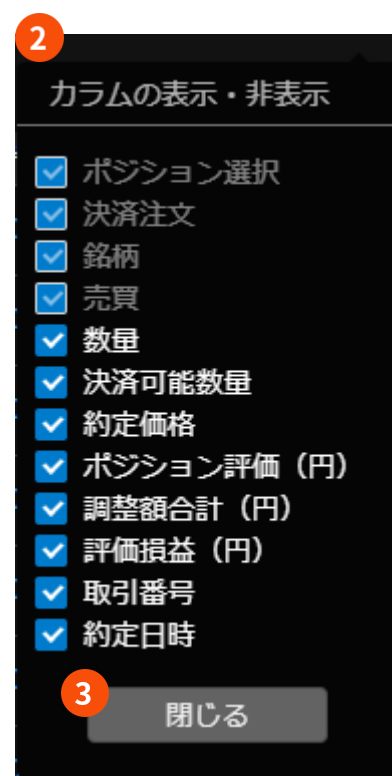 2
カラムの表示・非表示
ポジション選択
決済注文
銘柄
売買
数量
決済可能数量
約定価格
ポジション評価（円）
調整額合計（円）
評価損益（円）
取引番号
約定日時
3
閉じる